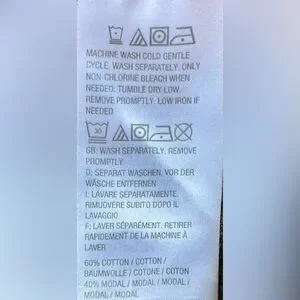 MACHINE WASH COLD GENTLE
CYCLE. WASH SEPARATELY. ONLY
NON-CHLORINE BLEACH WHEN
NEEDED. TUMBLE DRY LOW.
REMOVE PROMPTLY. LOW IRON IF
NEEDED
30
GB: WASH SEPARATELY. REMOVE
PROMPTLY
D: SEPARAT WASCHEN. VOR DER
WÄSCHE ENTFERNEN
I: LAVARE SEPARATAMENTE.
RIMUOVERE SUBITO DOPO IL
LAVAGGIO
F: LAVER SÉPARÉMENT. RETIRER
RAPIDEMENT DE LA MACHINE À
LAVER
60% COTTON / COTTON /
BAUMWOLLE / COTONE / COTON
40% MODAL / MODAL / MODAL /
MODAL / MODAL